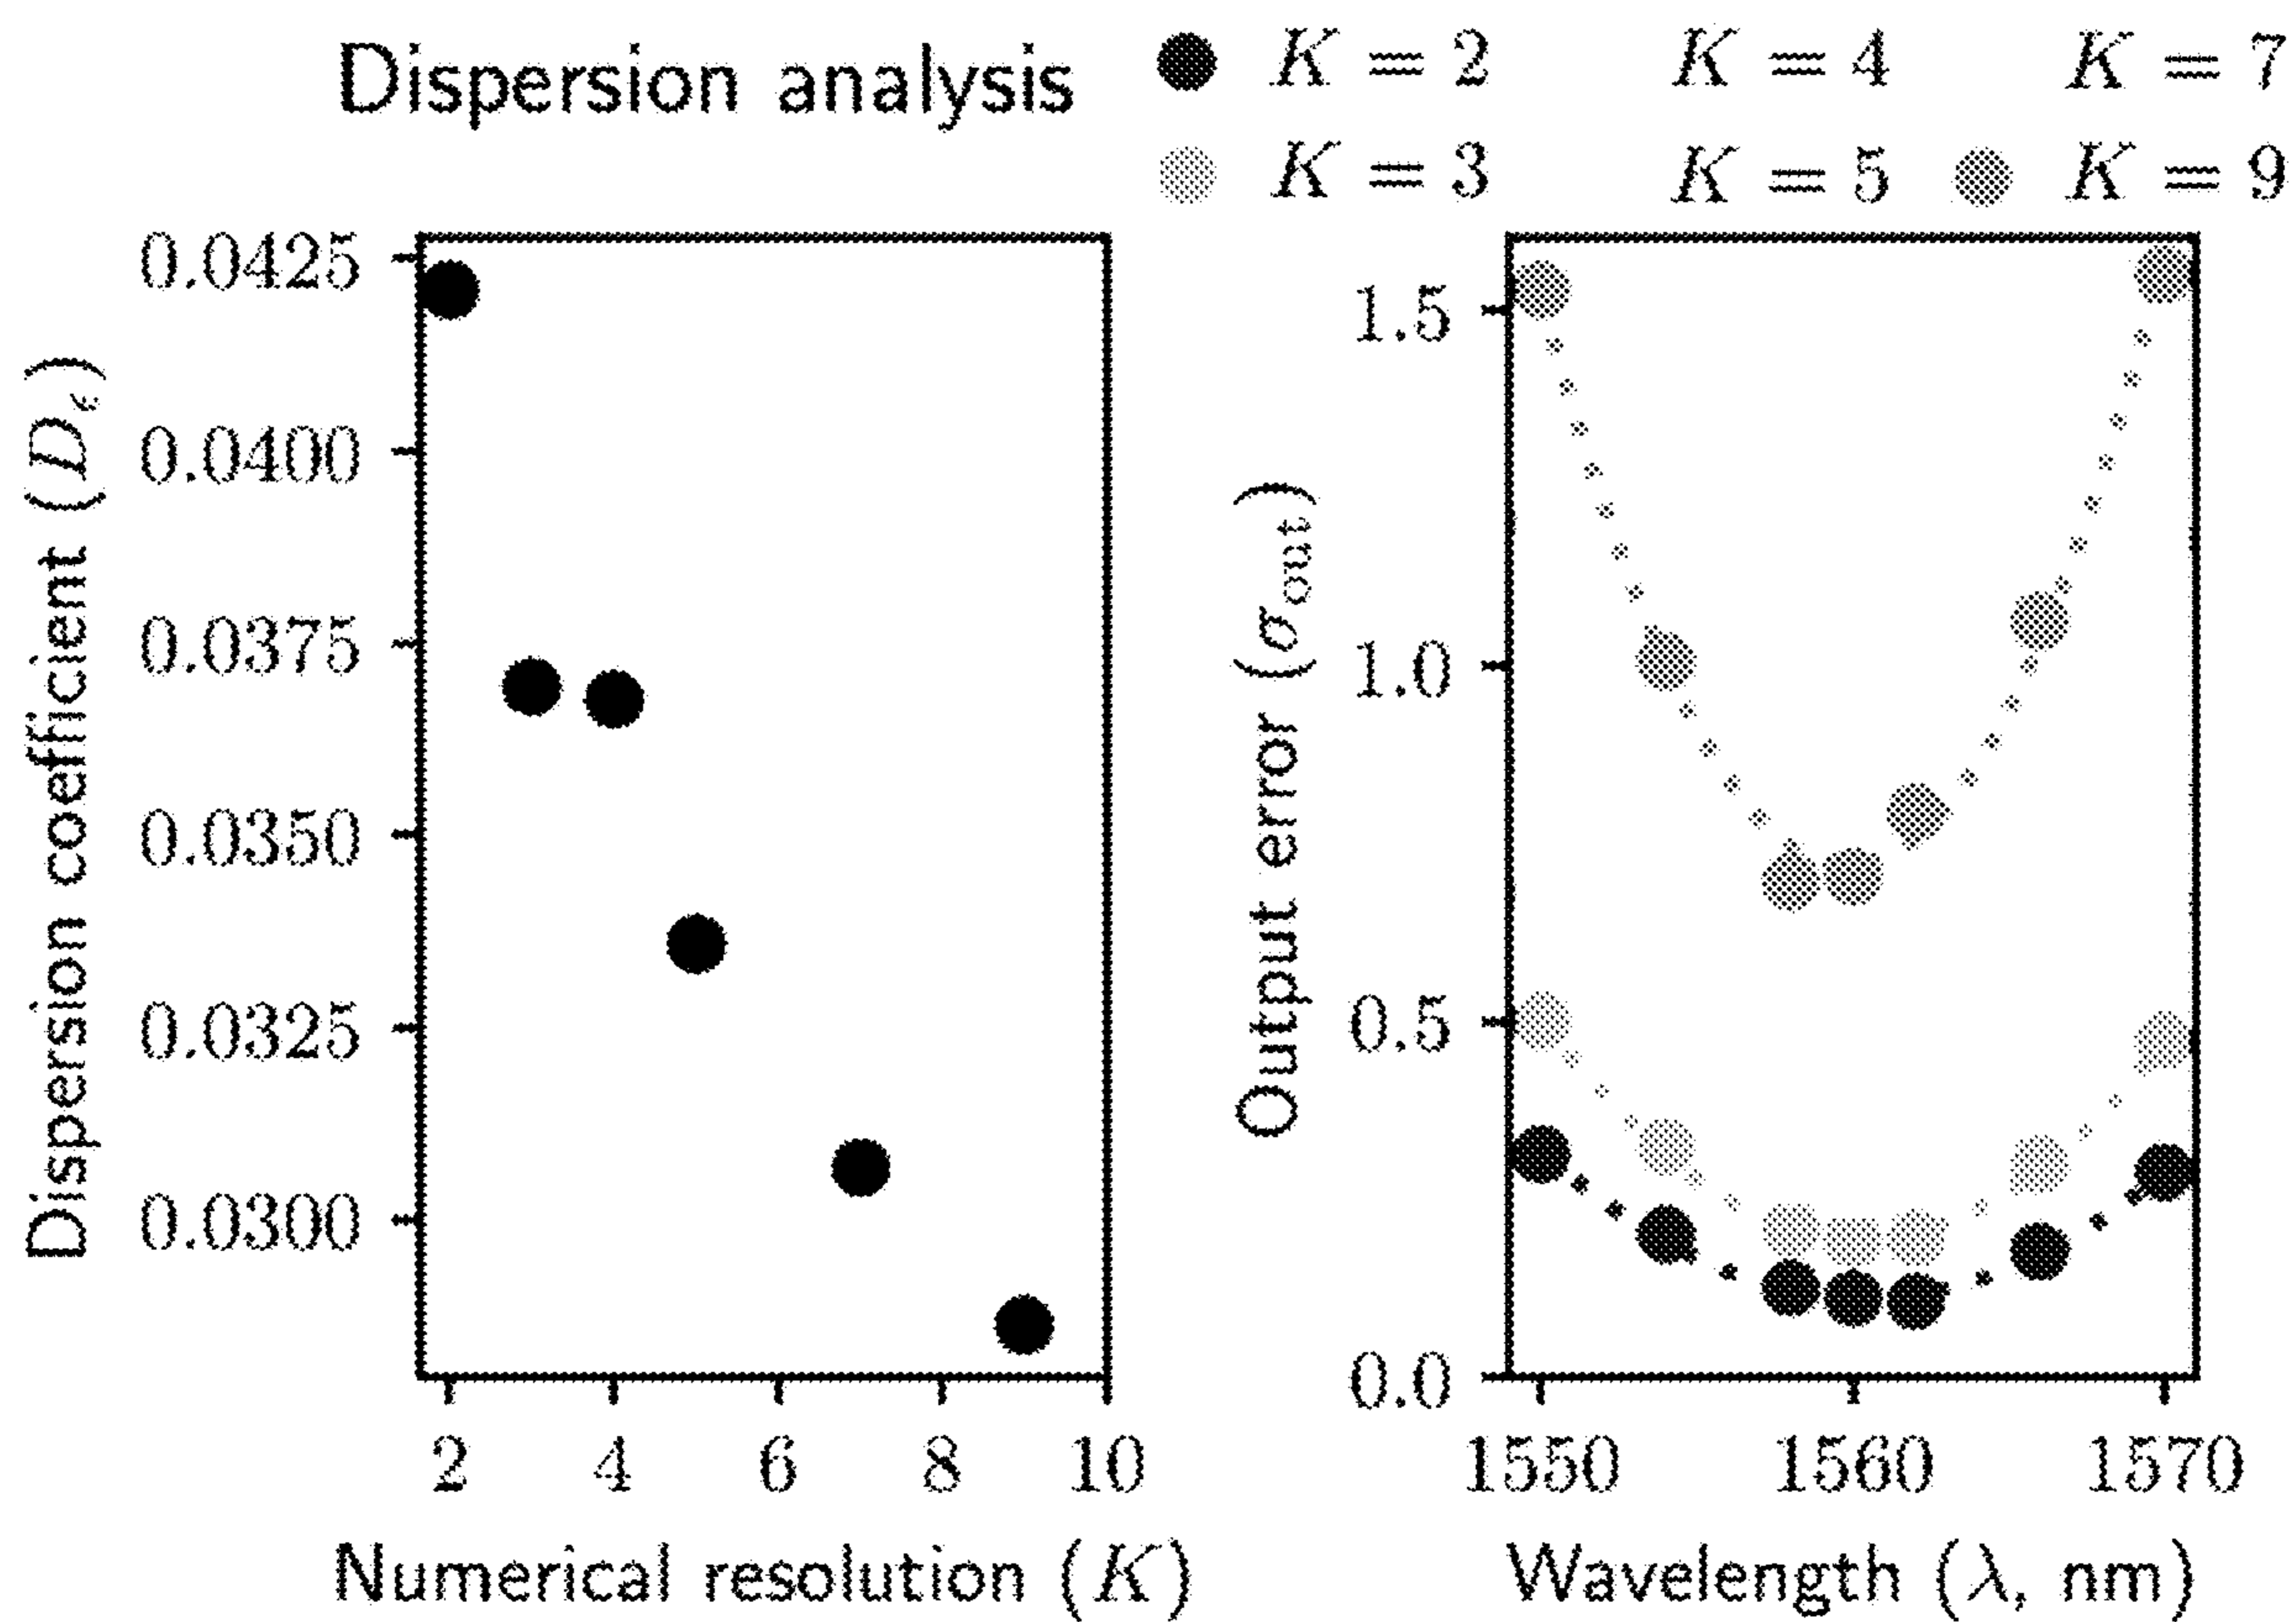 Dispersion analysis
K = 2 K = 4 K = 7
K = 3 K = 5 K = 9
Dispersion coefficient (Dϵ)
0.0425
0.0400
0.0375
0.0350
0.0325
0.0300
2 4 6 8 10
Numerical resolution (K)
Output error (σout)
1.5
1.0
0.5
0.0
1550 1560 1570
Wavelength (λ, nm)